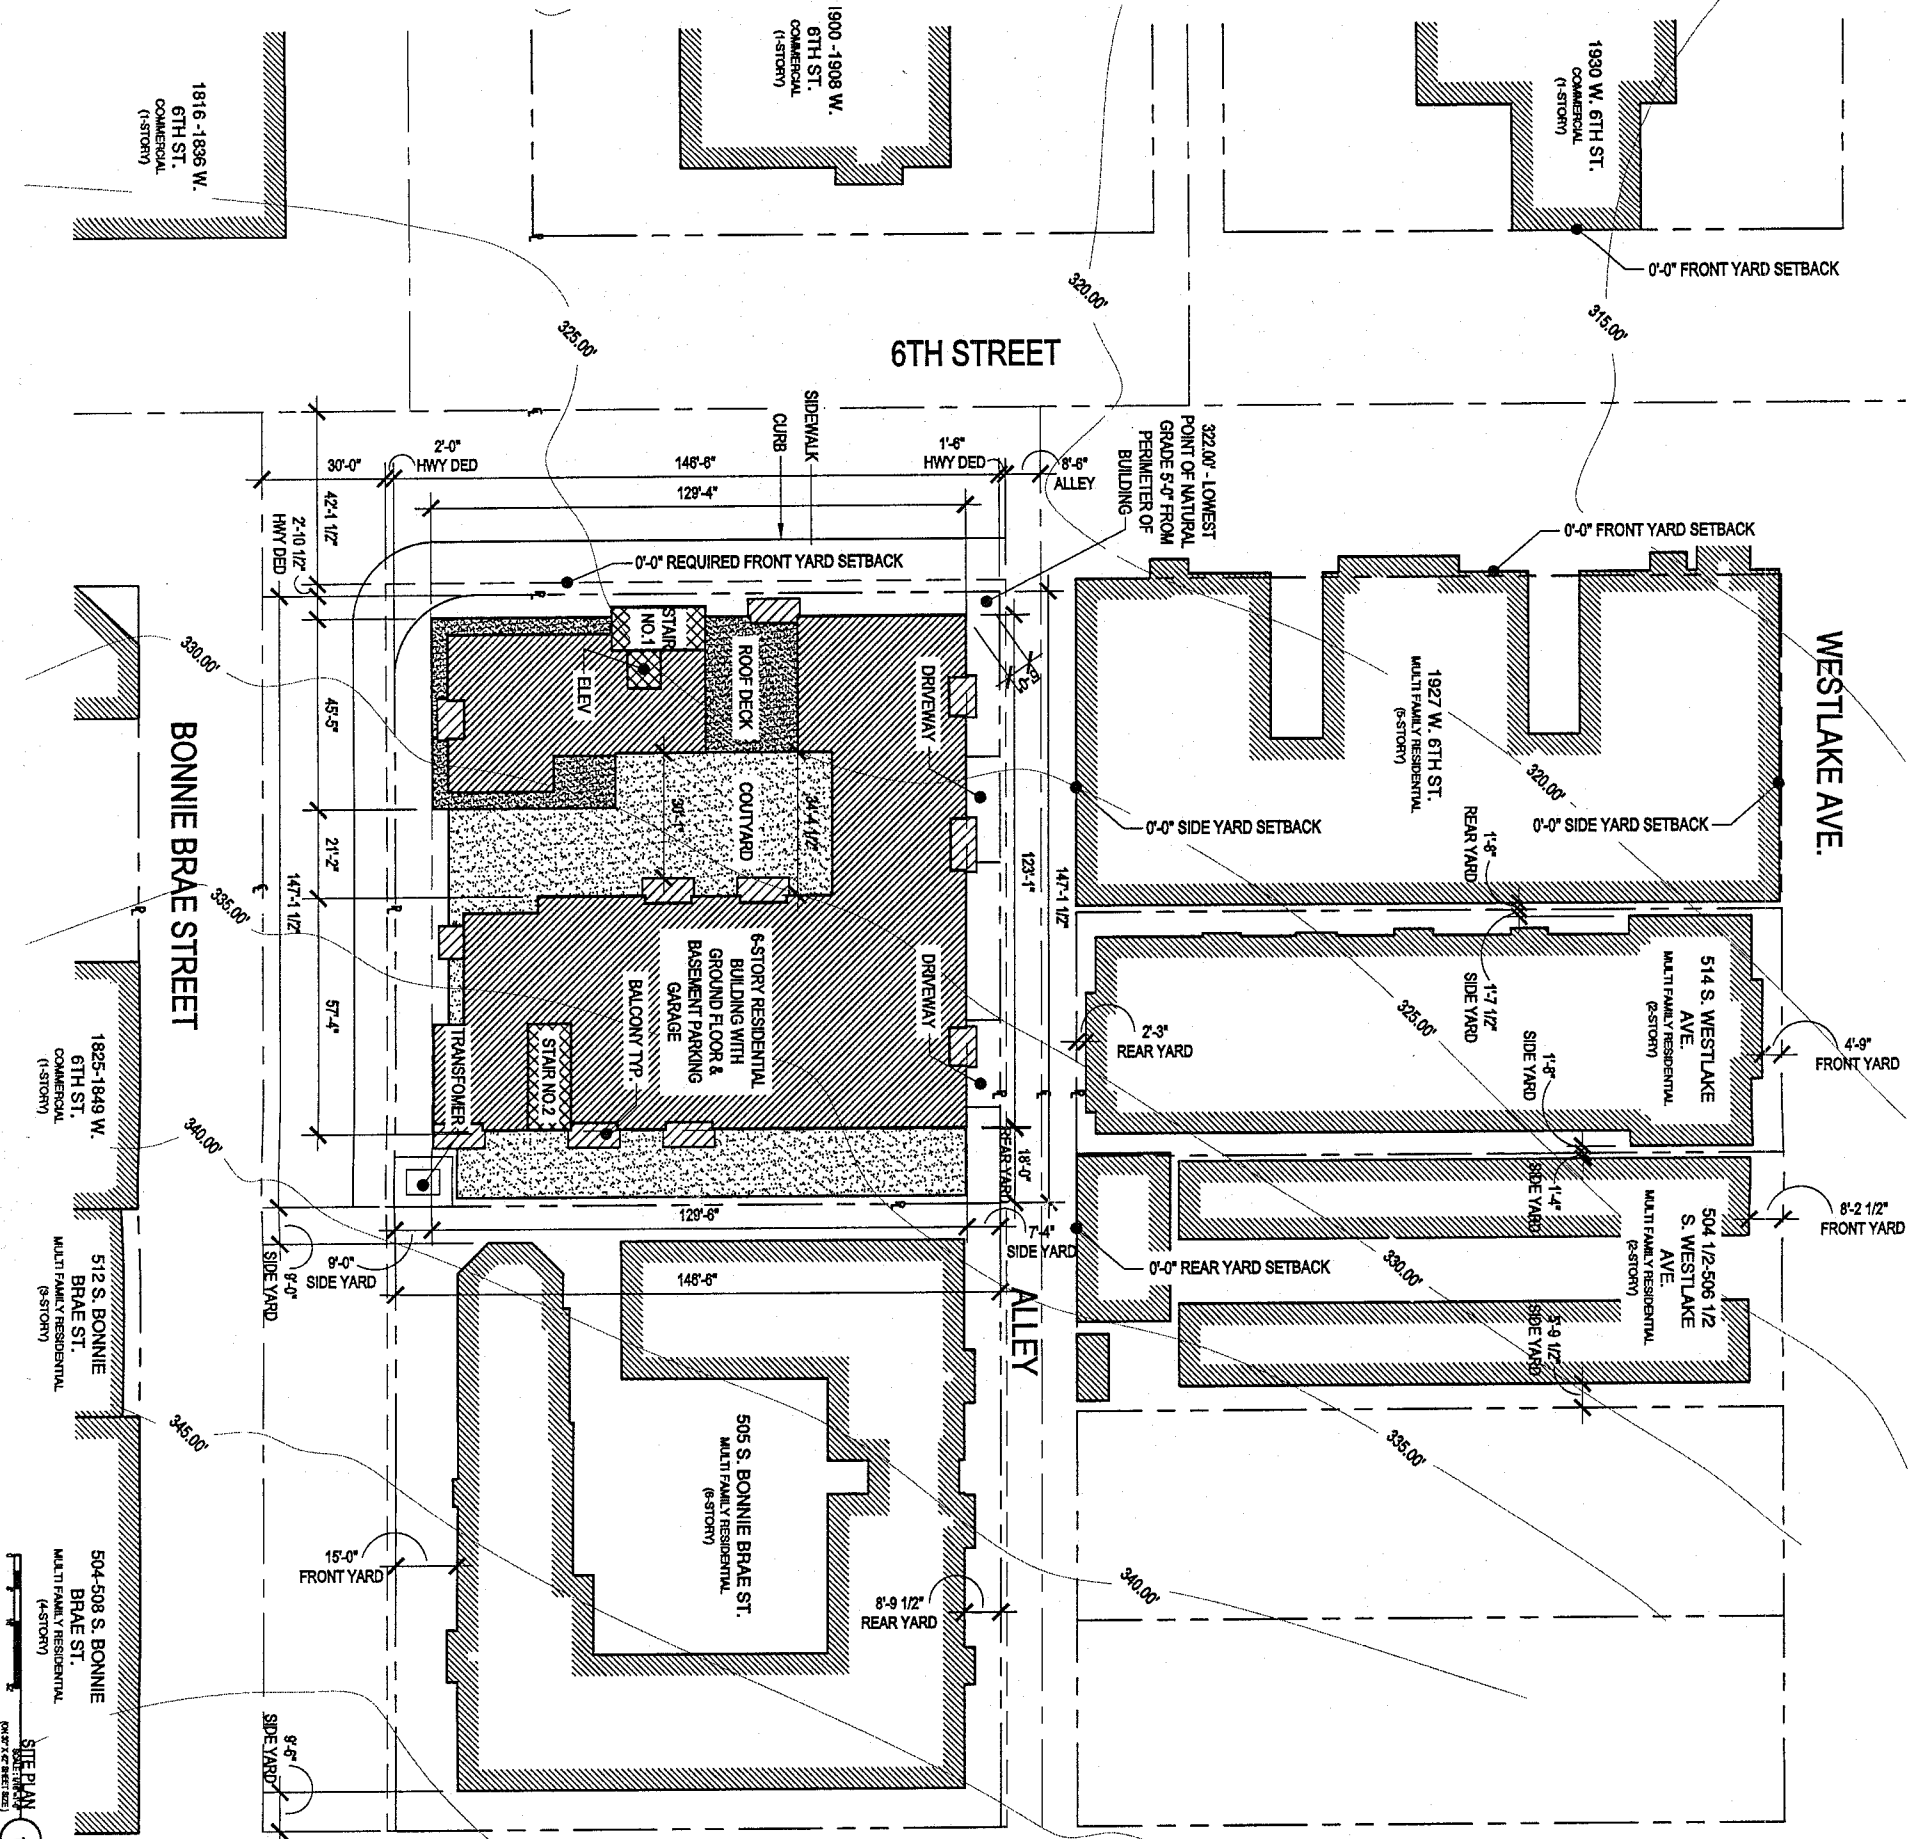 1816 -1836 W.
6TH ST.
COMMERCIAL
(1-STORY)
1900 -1908 W.
6TH ST.
COMMERCIAL
(1-STORY)
1930 W. 6TH ST.
COMMERCIAL
(1-STORY)
0'-0" FRONT YARD SETBACK
325.00'
320.00'
315.00'
6TH STREET
WESTLAKE AVE.
SIDEWALK
CURB
2'-0"
HWY DED
30'-0"
146'-6"
129'-4"
1'-6"
HWY DED
8'-6"
ALLEY
322.00' - LOWEST
POINT OF NATURAL
GRADE 5'-0" FROM
PERIMETER OF
BUILDING
42'-1 1/2"
2'-10 1/2"
HWY DED
0'-0" REQUIRED FRONT YARD SETBACK
0'-0" FRONT YARD SETBACK
STAIR
NO.1
ELEV
ROOF DECK
DRIVEWAY
5'-0"
1927 W. 6TH ST.
MULTI FAMILY RESIDENTIAL
(5-STORY)
320.00'
330.00'
45'-5"
BONNIE BRAE STREET
COUTYARD
30'-1"
34'-4 1/2"
0'-0" SIDE YARD SETBACK
0'-0" SIDE YARD SETBACK
1'-8"
REAR YARD
21'-2"
147'-1 1/2"
123'-1"
147'-1 1/2"
335.00'
6-STORY RESIDENTIAL
BUILDING WITH
GROUND FLOOR &
BASEMENT PARKING
GARAGE
DRIVEWAY
BALCONY TYP.
STAIR NO.2
TRANSFOMER
57'-4"
1'-7 1/2"
SIDE YARD
514 S. WESTLAKE
AVE.
MULTI FAMILY RESIDENTIAL
(2-STORY)
325.00'
2'-3"
REAR YARD
1'-8"
SIDE YARD
4'-9"
FRONT YARD
1825-1849 W.
6TH ST.
COMMERCIAL
(1-STORY)
340.00'
18'-0"
REAR YARD
1'-4"
SIDE YARD
504 1/2-506 1/2
S. WESTLAKE
AVE.
MULTI FAMILY RESIDENTIAL
(2-STORY)
8'-2 1/2"
FRONT YARD
129'-6"
7'-4"
SIDE YARD
9'-0"
SIDE YARD
9'-0"
SIDE YARD
146'-6"
ALLEY
0'-0" REAR YARD SETBACK
330.00'
5'-9 1/2"
SIDE YARD
512 S. BONNIE
BRAE ST.
MULTI FAMILY RESIDENTIAL
(3-STORY)
345.00'
505 S. BONNIE BRAE ST.
MULTI FAMILY RESIDENTIAL
(6-STORY)
335.00'
15'-0"
FRONT YARD
8'-9 1/2"
REAR YARD
340.00'
504-508 S. BONNIE
BRAE ST.
MULTI FAMILY RESIDENTIAL
(4-STORY)
9'-6"
SIDE YARD
SITE PLAN